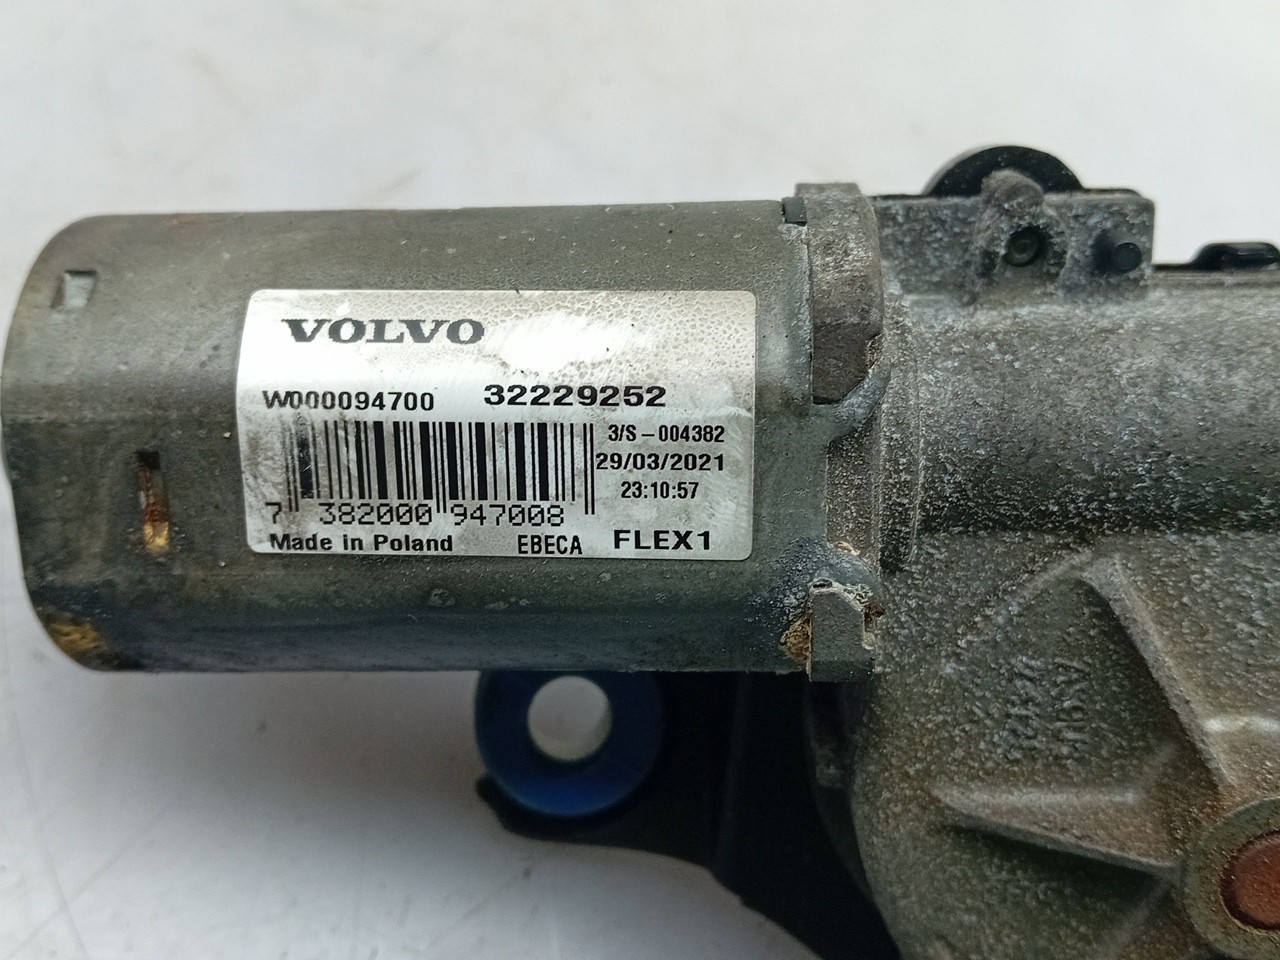 VOLVO
W000094700 32229252
3/S-004382
29/03/2021
23:10:57
7 382000 947008
Made in Poland EBECA FLEX1